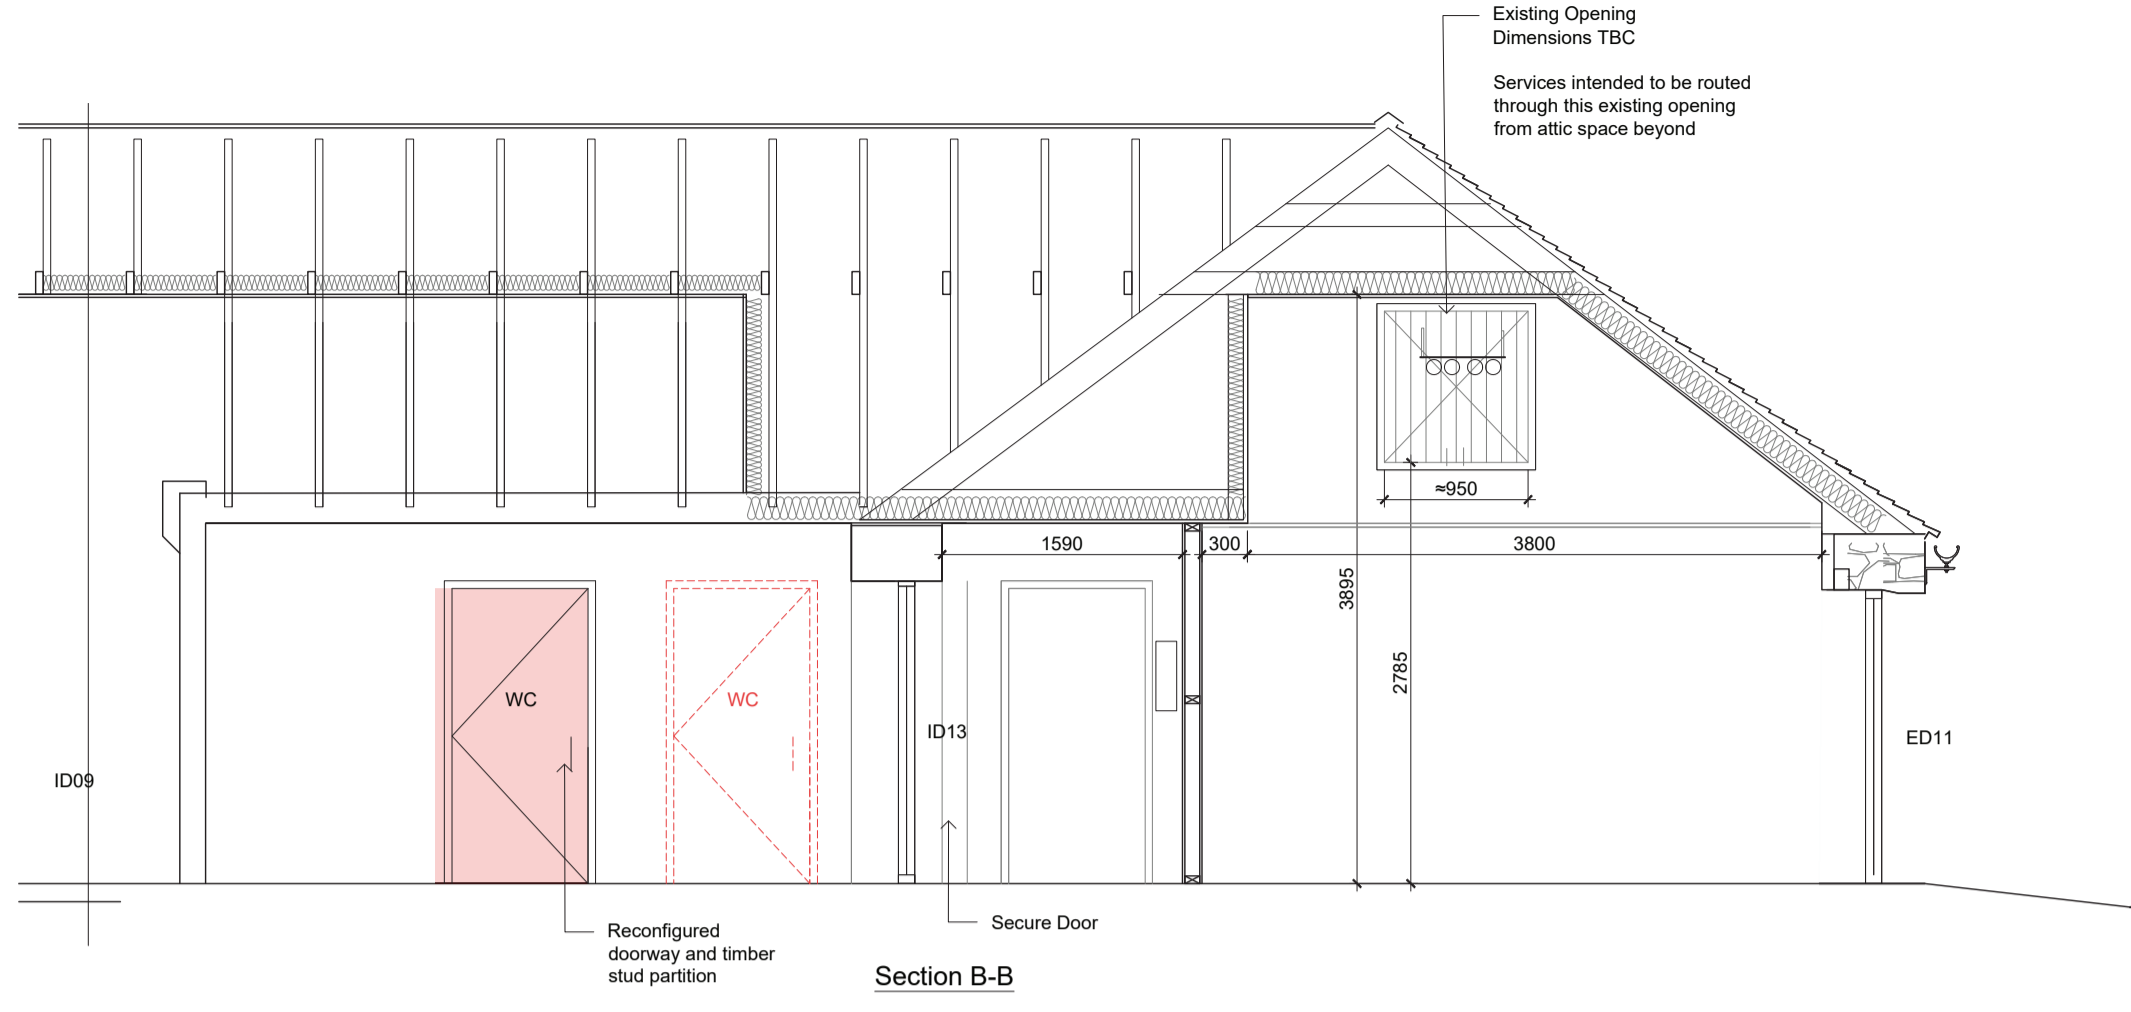 Existing Opening
Dimensions TBC
Services intended to be routed
through this existing opening
from attic space beyond
≈950
1590
300
3800
3895
2785
WC
WC
ID13
ED11
ID09
Reconfigured
doorway and timber
stud partition
Secure Door
Section B-B